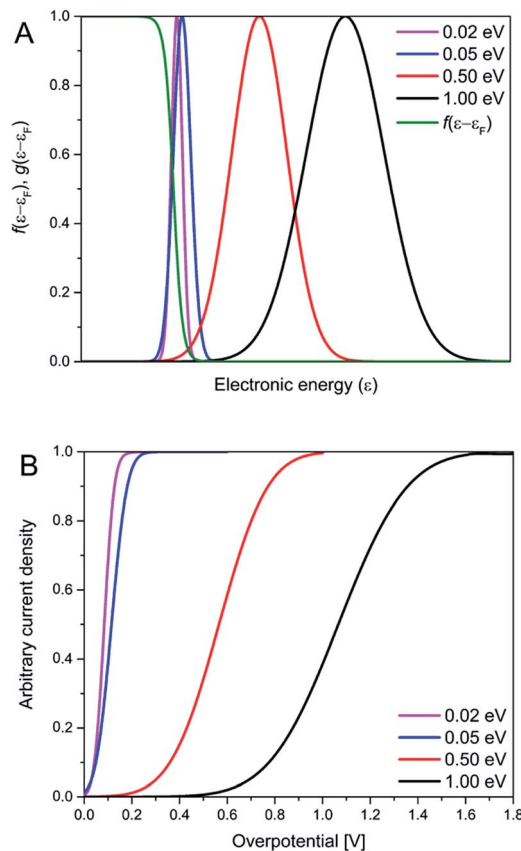 A
0.02 eV
0.05 eV
0.50 eV
1.00 eV
f(ε−ε_F)
f(ε−ε_F), g(ε−ε_F)
1.0
0.8
0.6
0.4
0.2
0.0
Electronic energy (ε)
B
Arbitrary current density
1.0
0.8
0.6
0.4
0.2
0.0
0.02 eV
0.05 eV
0.50 eV
1.00 eV
0.0 0.2 0.4 0.6 0.8 1.0 1.2 1.4 1.6 1.8
Overpotential [V]